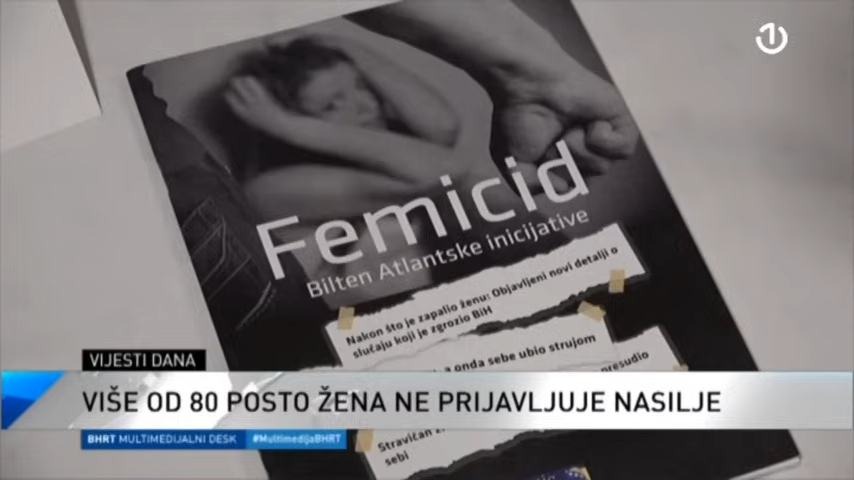 Femicid
Bilten Atlantske inicijative
Nakon što je zapalio ženu: Objavljeni novi detalji o
slučaju koji je zgrozio BiH
a onda sebe ubio strujom
presudio
Stravičan
sebi
VIJESTI DANA
VIŠE OD 80 POSTO ŽENA NE PRIJAVLJUJE NASILJE
BHRT MULTIMEDIJALNI DESK #MultimedijaBHRT